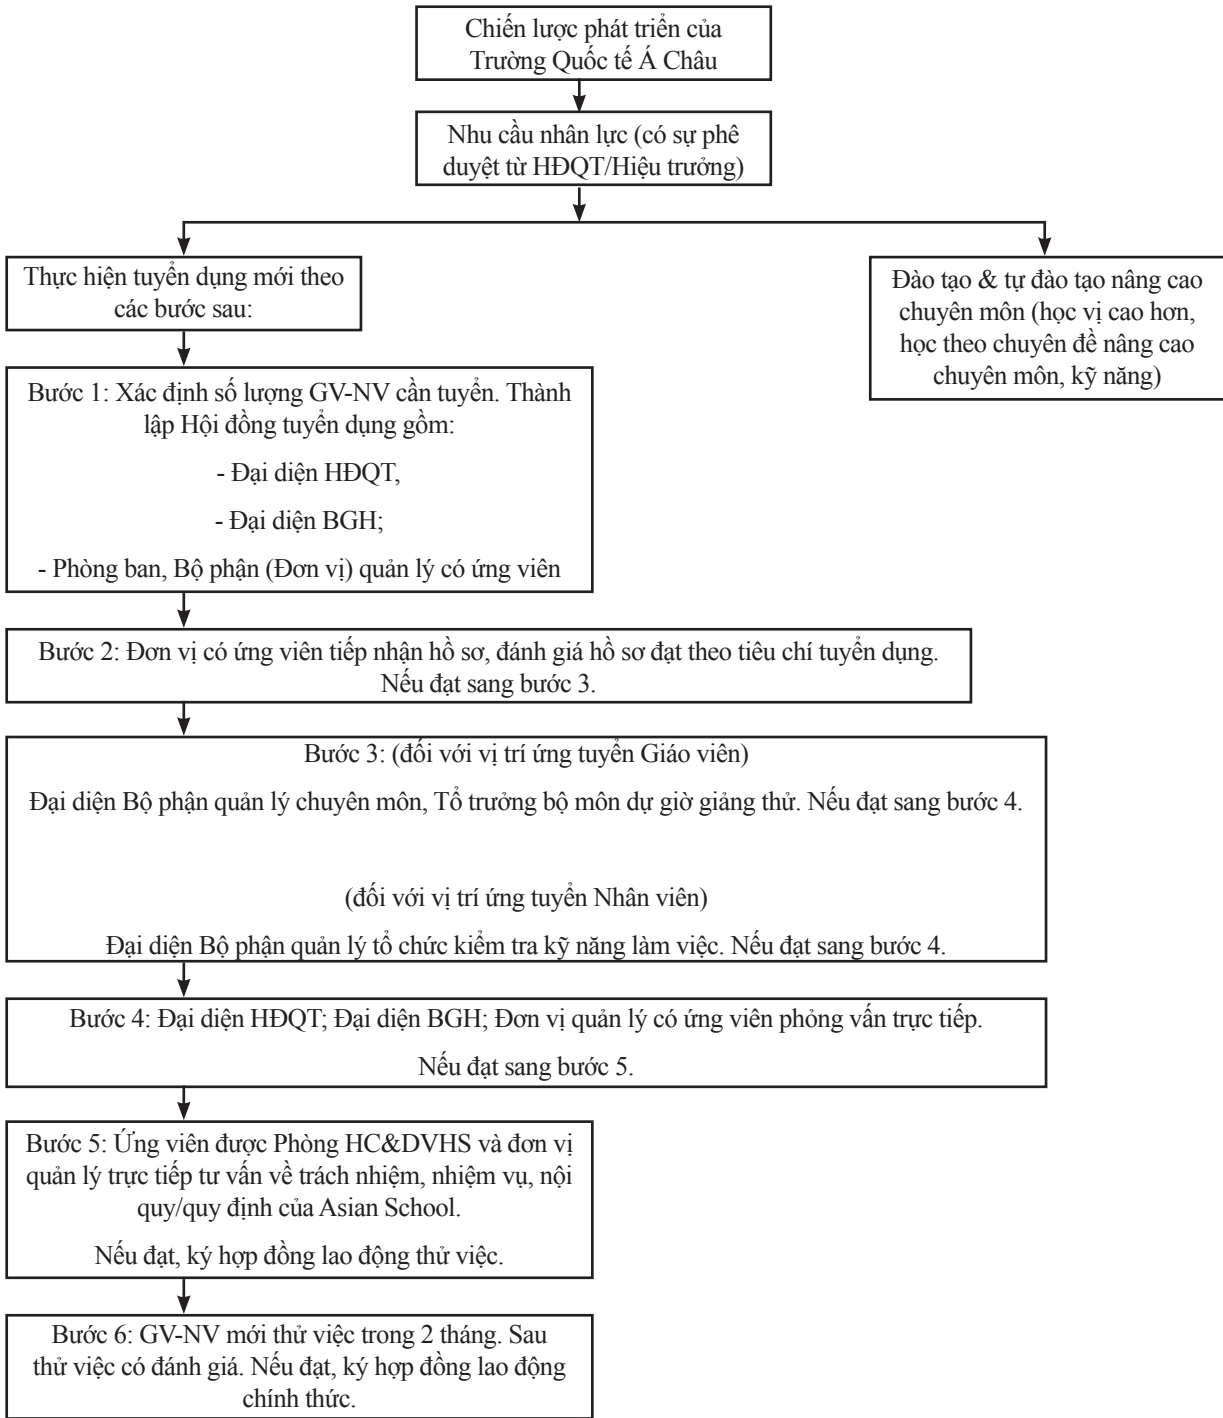 Chiến lược phát triển của
Trường Quốc tế Á Châu
Nhu cầu nhân lực (có sự phê
duyệt từ HĐQT/Hiệu trưởng)
Thực hiện tuyển dụng mới theo
các bước sau:
Đào tạo & tự đào tạo nâng cao
chuyên môn (học vị cao hơn,
học theo chuyên đề nâng cao
chuyên môn, kỹ năng)
Bước 1: Xác định số lượng GV-NV cần tuyển. Thành
lập Hội đồng tuyển dụng gồm:
- Đại diện HĐQT,
- Đại diện BGH;
- Phòng ban, Bộ phận (Đơn vị) quản lý có ứng viên
Bước 2: Đơn vị có ứng viên tiếp nhận hồ sơ, đánh giá hồ sơ đạt theo tiêu chí tuyển dụng.
Nếu đạt sang bước 3.
Bước 3: (đối với vị trí ứng tuyển Giáo viên)
Đại diện Bộ phận quản lý chuyên môn, Tổ trưởng bộ môn dự giờ giảng thử. Nếu đạt sang bước 4.
(đối với vị trí ứng tuyển Nhân viên)
Đại diện Bộ phận quản lý tổ chức kiểm tra kỹ năng làm việc. Nếu đạt sang bước 4.
Bước 4: Đại diện HĐQT; Đại diện BGH; Đơn vị quản lý có ứng viên phỏng vấn trực tiếp.
Nếu đạt sang bước 5.
Bước 5: Ứng viên được Phòng HC&DVHS và đơn vị
quản lý trực tiếp tư vấn về trách nhiệm, nhiệm vụ, nội
quy/quy định của Asian School.
Nếu đạt, ký hợp đồng lao động thử việc.
Bước 6: GV-NV mới thử việc trong 2 tháng. Sau
thử việc có đánh giá. Nếu đạt, ký hợp đồng lao động
chính thức.